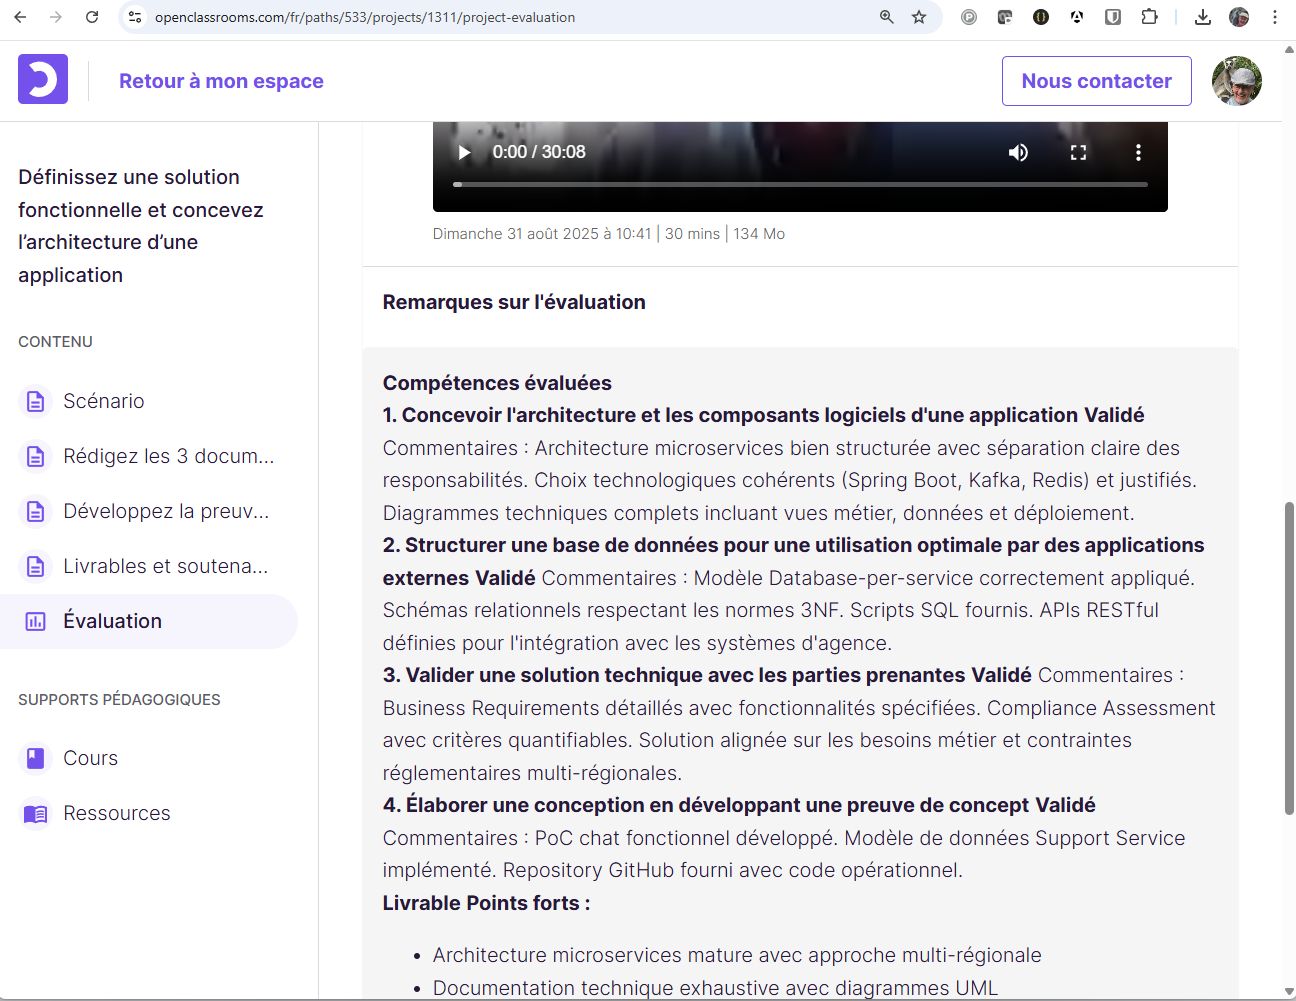 openclassrooms.com/fr/paths/533/projects/1311/project-evaluation
Retour à mon espace
Nous contacter
Définissez une solution
fonctionnelle et concevez
l'architecture d'une
application
CONTENU
Scénario
Rédigez les 3 docum...
Développez la preuv...
Livrables et soutena...
Évaluation
SUPPORTS PÉDAGOGIQUES
Cours
Ressources
0:00 / 30:08
Dimanche 31 août 2025 à 10:41 | 30 mins | 134 Mo
Remarques sur l'évaluation
Compétences évaluées
1. Concevoir l'architecture et les composants logiciels d'une application Validé
Commentaires : Architecture microservices bien structurée avec séparation claire des
responsabilités. Choix technologiques cohérents (Spring Boot, Kafka, Redis) et justifiés.
Diagrammes techniques complets incluant vues métier, données et déploiement.
2. Structurer une base de données pour une utilisation optimale par des applications
externes Validé Commentaires : Modèle Database-per-service correctement appliqué.
Schémas relationnels respectant les normes 3NF. Scripts SQL fournis. APIs RESTful
définies pour l'intégration avec les systèmes d'agence.
3. Valider une solution technique avec les parties prenantes Validé Commentaires :
Business Requirements détaillés avec fonctionnalités spécifiées. Compliance Assessment
avec critères quantifiables. Solution alignée sur les besoins métier et contraintes
réglementaires multi-régionales.
4. Élaborer une conception en développant une preuve de concept Validé
Commentaires : PoC chat fonctionnel développé. Modèle de données Support Service
implémenté. Repository GitHub fourni avec code opérationnel.
Livrable Points forts :
• Architecture microservices mature avec approche multi-régionale
• Documentation technique exhaustive avec diagrammes UML